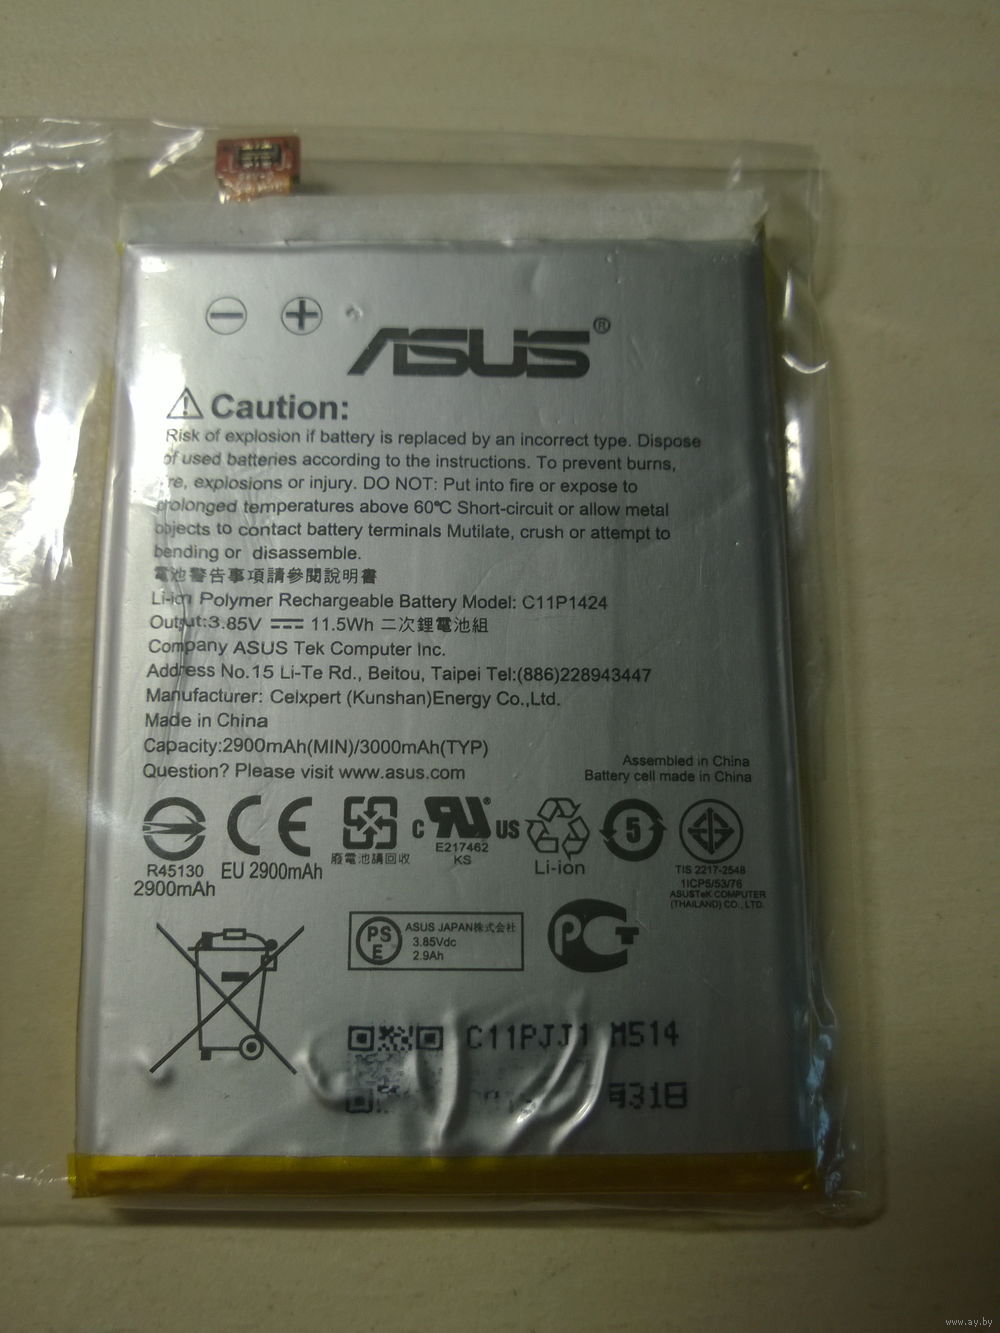 ASUS®
Caution:
Risk of explosion if battery is replaced by an incorrect type. Dispose
of used batteries according to the instructions. To prevent burns,
re, explosions or injury. DO NOT: Put into fire or expose to
prolonged temperatures above 60℃ Short-circuit or allow metal
objects to contact battery terminals Mutilate, crush or attempt to
bending or disassemble.
電池警告事項請參閱說明書
Li-ion Polymer Rechargeable Battery Model: C11P1424
Output:3.85V 11.5Wh 二次鋰電池組
Company ASUS Tek Computer Inc.
Address No.15 Li-Te Rd., Beitou, Taipei Tel:(886)228943447
Manufacturer: Celxpert (Kunshan)Energy Co.,Ltd.
Made in China
Capacity:2900mAh(MIN)/3000mAh(TYP)
Question? Please visit www.asus.com
Assembled in China
Battery cell made in China
R45130
2900mAh
CE
EU 2900mAh
廢電池請回收
c RU® US
E217462
KS
Li-ion
5
TIS 2217-2548
1ICP5/53/76
ASUSTeK COMPUTER
(THAILAND) CO., LTD.
PS
E
ASUS JAPAN株式会社
3.85Vdc
2.9Ah
PCT
C11PJJ1 M514
月31日
www.ay.by